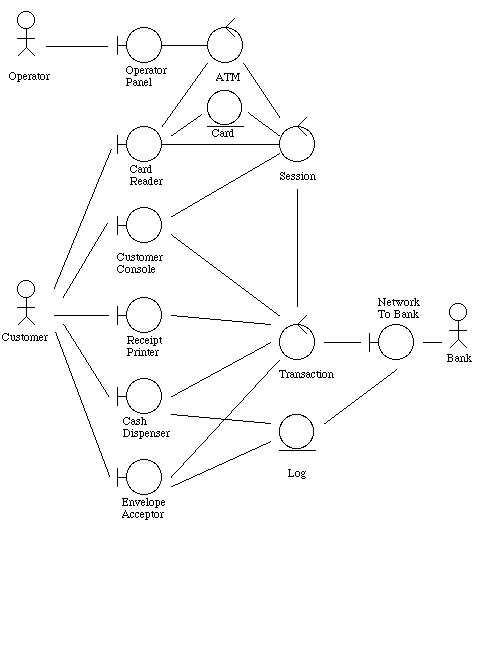 Operator
Operator
Panel
ATM
Card
Card
Reader
Session
Customer
Console
Network
To Bank
Customer
Receipt
Printer
Bank
Transaction
Cash
Dispenser
Log
Envelope
Acceptor